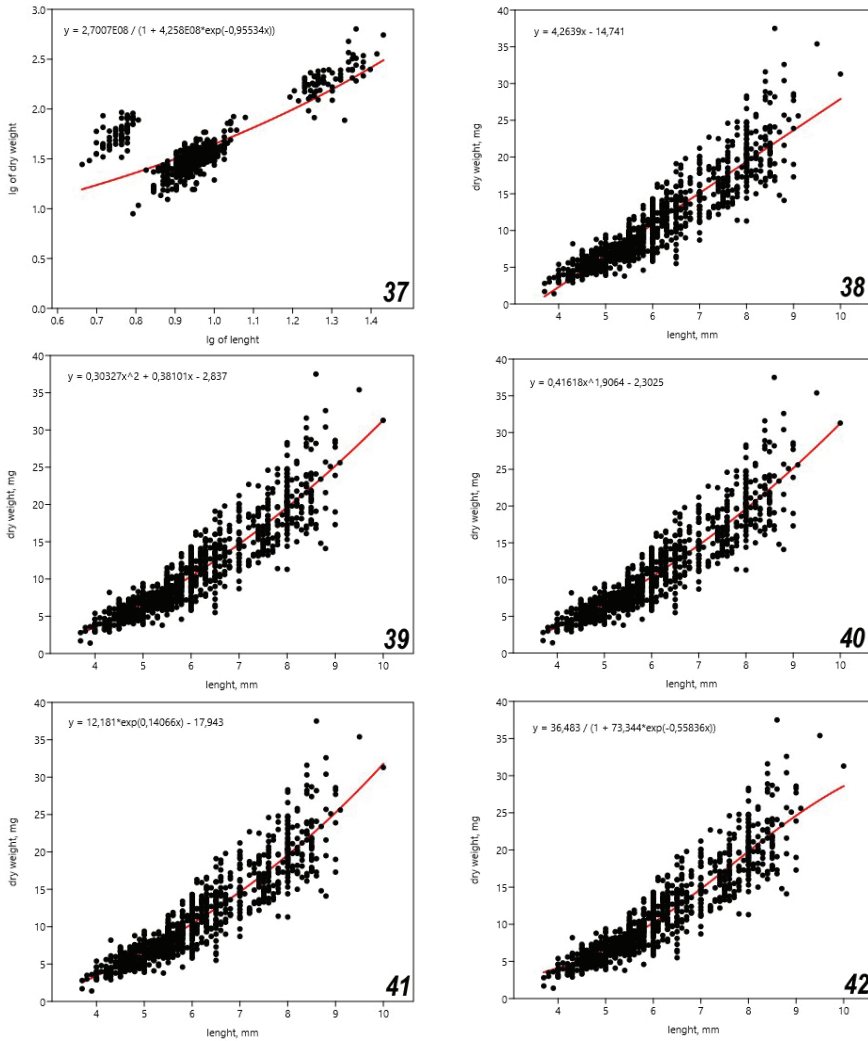 y = 2,7007E08 / (1 + 4,258E08*exp(-0,95534x))
3.0
2.5
2.0
1.5
1.0
0.5
0.0
lg of dry weight
0.6 0.7 0.8 0.9 1.0 1.1 1.2 1.3 1.4
lg of lenght
37
y = 4,2639x - 14,741
40
35
30
25
20
15
10
5
0
dry weight, mg
4 5 6 7 8 9 10
lenght, mm
38
y = 0,30327x^2 + 0,38101x - 2,837
40
35
30
25
20
15
10
5
0
dry weight, mg
4 5 6 7 8 9 10
lenght, mm
39
y = 0,41618x^1,9064 - 2,3025
40
35
30
25
20
15
10
5
0
dry weight, mg
4 5 6 7 8 9 10
lenght, mm
40
y = 12,181*exp(0,14066x) - 17,943
40
35
30
25
20
15
10
5
0
dry weight, mg
4 5 6 7 8 9 10
lenght, mm
41
y = 36,483 / (1 + 73,344*exp(-0,55836x))
40
35
30
25
20
15
10
5
0
dry weight, mg
4 5 6 7 8 9 10
lenght, mm
42